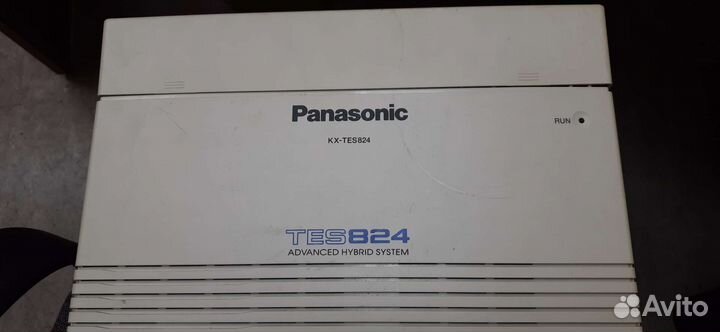 Panasonic
KX-TES824
RUN
TES824
ADVANCED HYBRID SYSTEM
Avito